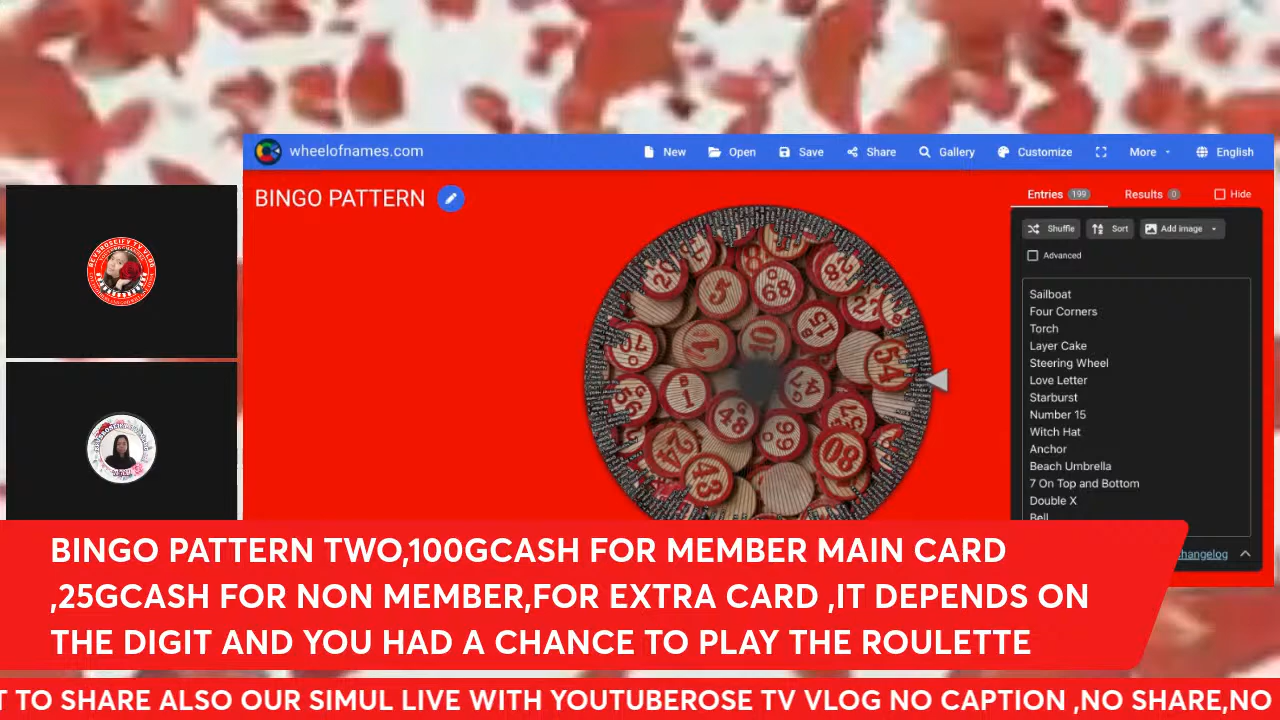 wheelofnames.com
New
Open
Save
Share
Gallery
Customize
More
English
BINGO PATTERN
Entries 199
Results 0
Hide
Shuffle
Sort
Add image
Advanced
Sailboat
Four Corners
Torch
Layer Cake
Steering Wheel
Love Letter
Starburst
Number 15
Witch Hat
Anchor
Beach Umbrella
7 On Top and Bottom
Double X
Bell
hangelog
BINGO PATTERN TWO,100GCASH FOR MEMBER MAIN CARD
,25GCASH FOR NON MEMBER,FOR EXTRA CARD ,IT DEPENDS ON
THE DIGIT AND YOU HAD A CHANCE TO PLAY THE ROULETTE
T TO SHARE ALSO OUR SIMUL LIVE WITH YOUTUBEROSE TV VLOG NO CAPTION ,NO SHARE,NO